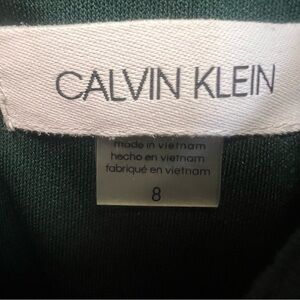 CALVIN KLEIN
made in vietnam
hecho en vietnam
fabriqué en vietnam
8